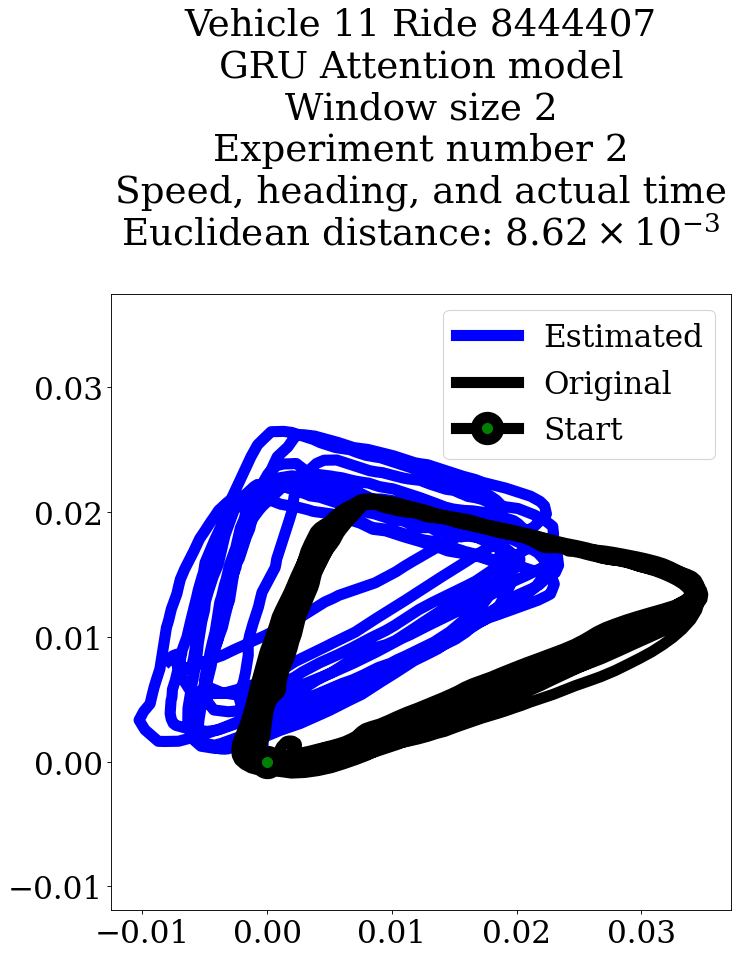 Vehicle 11 Ride 8444407
GRU Attention model
Window size 2
Experiment number 2
Speed, heading, and actual time
Euclidean distance: 8.62 × 10⁻³
Estimated
Original
Start
0.03
0.02
0.01
0.00
−0.01
−0.01 0.00 0.01 0.02 0.03